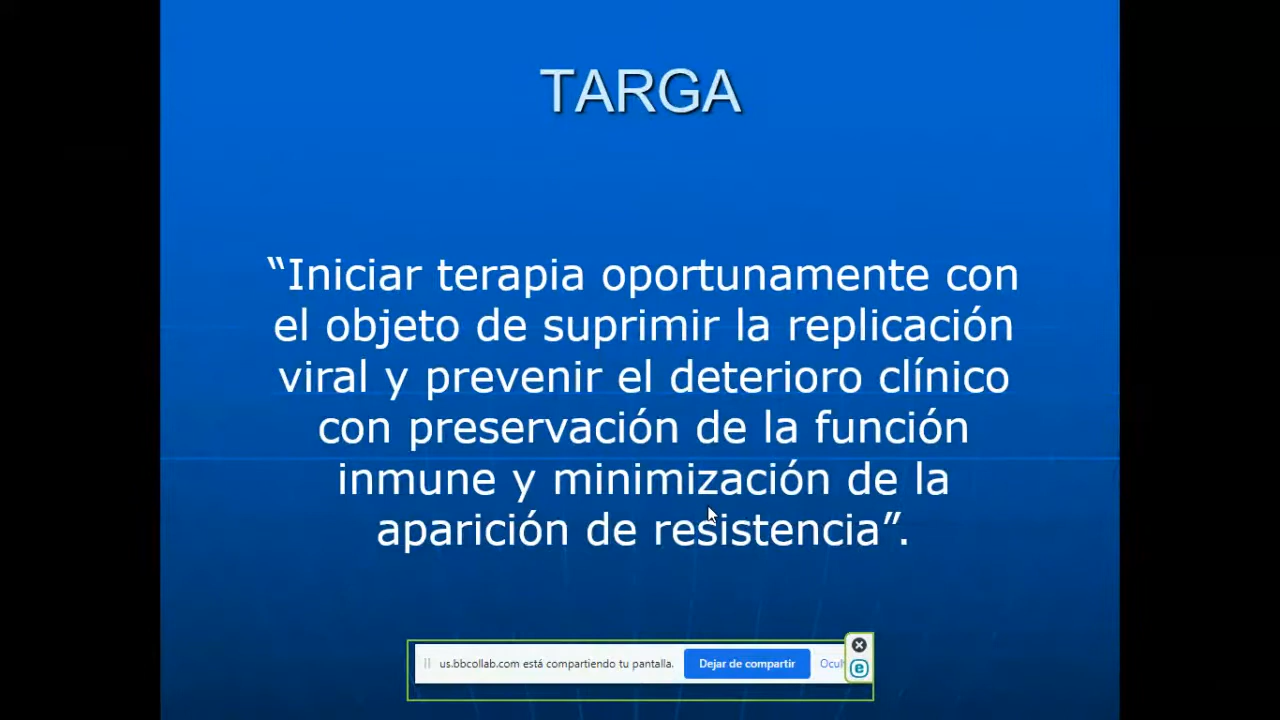 TARGA
“Iniciar terapia oportunamente con
el objeto de suprimir la replicación
viral y prevenir el deterioro clínico
con preservación de la función
inmune y minimización de la
aparición de resistencia”.
us.bbcollab.com está compartiendo tu pantalla.
Dejar de compartir